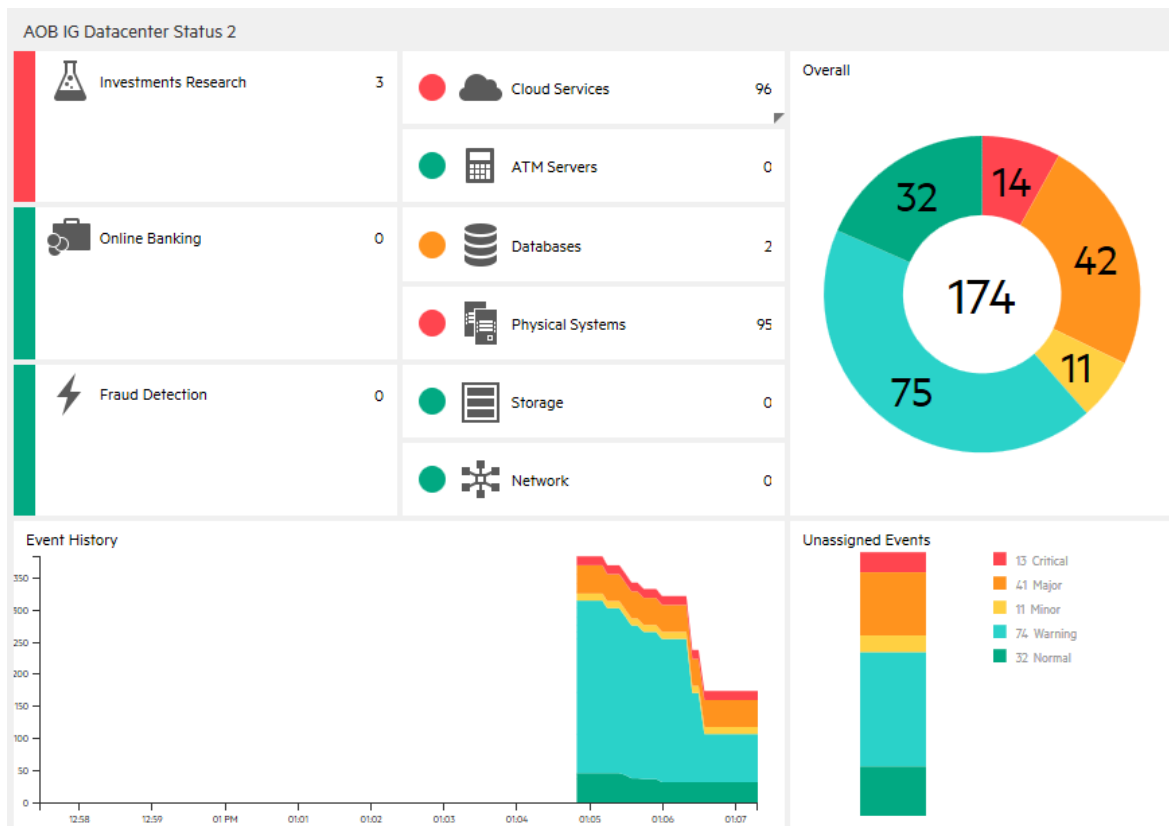 AOB IG Datacenter Status 2
Investments Research 3
Online Banking 0
Fraud Detection 0
Cloud Services 96
ATM Servers 0
Databases 2
Physical Systems 95
Storage 0
Network 0
Overall
14
42
11
75
32
174
Event History
350
300
250
200
150
100
50
0
12:58 12:59 01 PM 01:01 01:02 01:03 01:04 01:05 01:06 01:07
Unassigned Events
13 Critical
41 Major
11 Minor
74 Warning
32 Normal